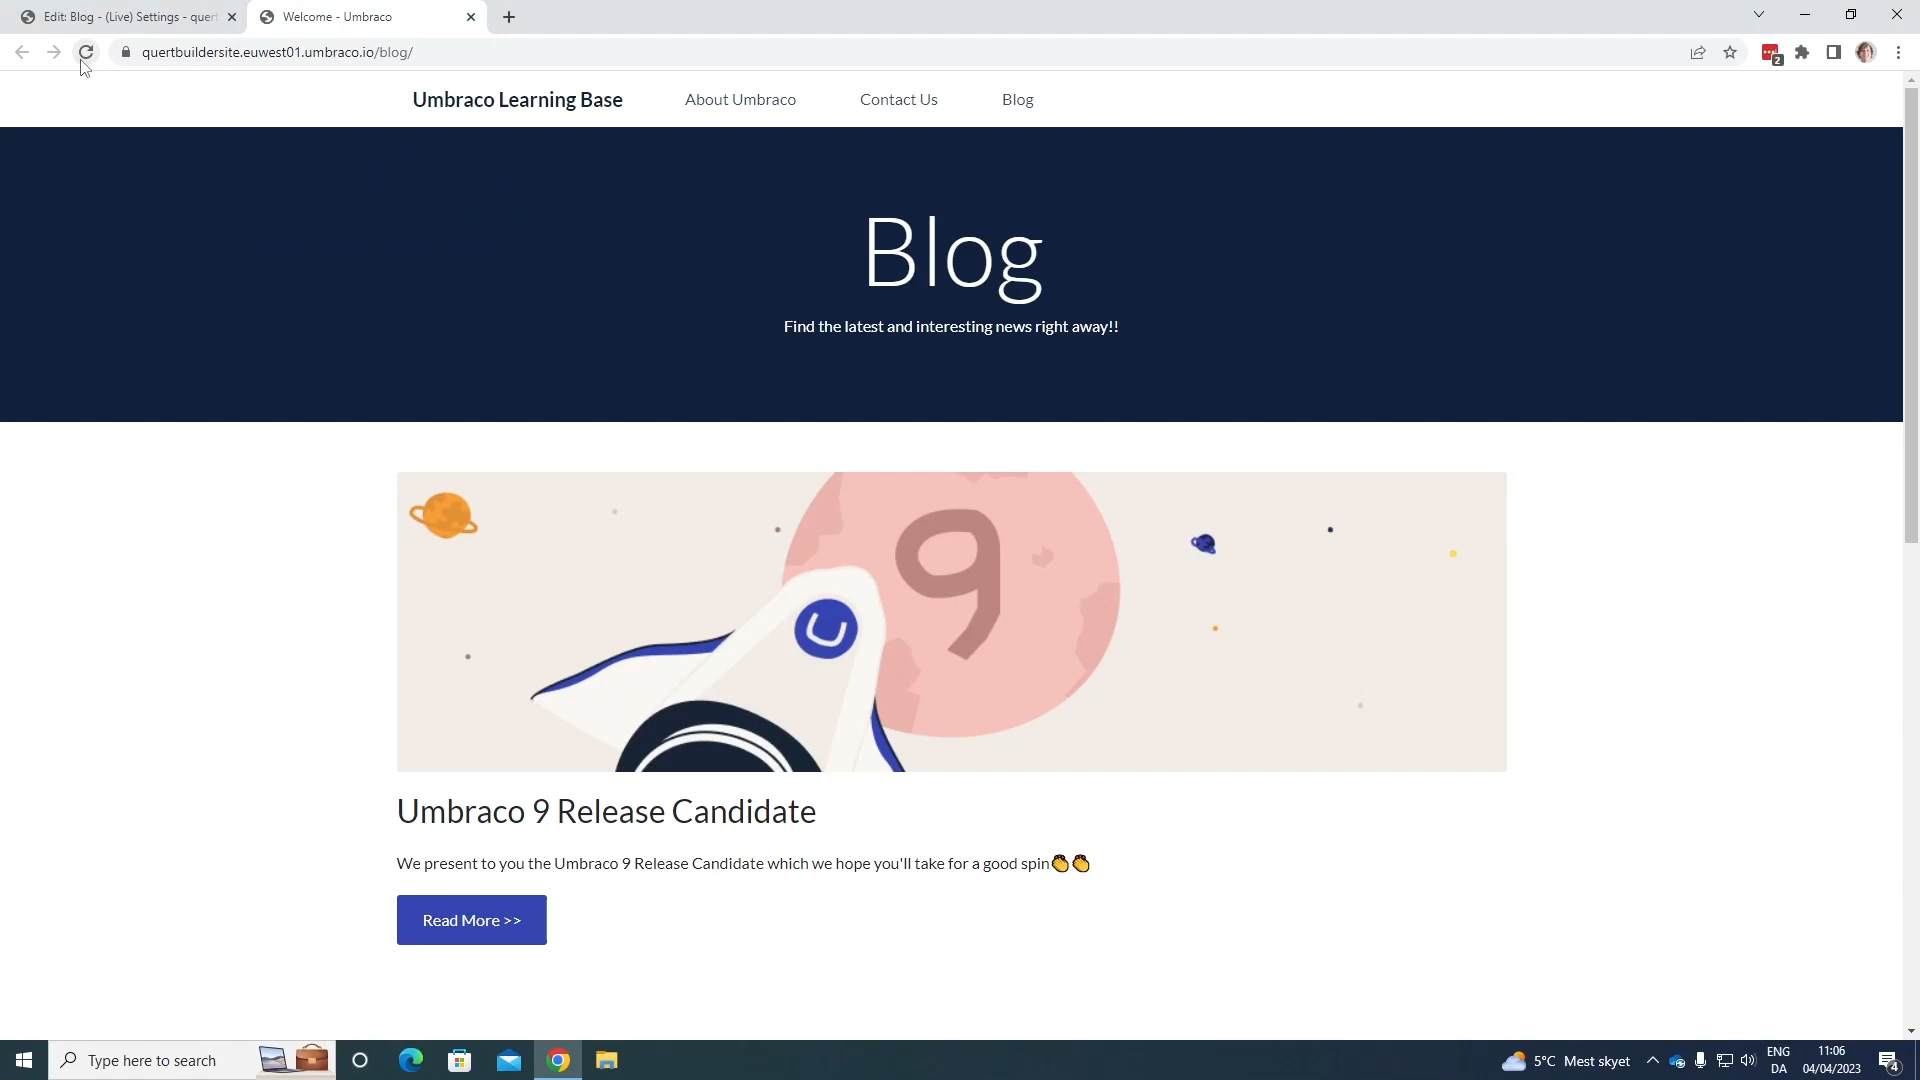 Edit: Blog - (Live) Settings - quert
Welcome - Umbraco
quertbuildersite.euwest01.umbraco.io/blog/
2
Umbraco Learning Base
About Umbraco
Contact Us
Blog
Blog
Find the latest and interesting news right away!!
9
Umbraco 9 Release Candidate
We present to you the Umbraco 9 Release Candidate which we hope you'll take for a good spin👏👏
Read More >>
Type here to search
5°C Mest skyet
ENG
DA
11:06
04/04/2023
4